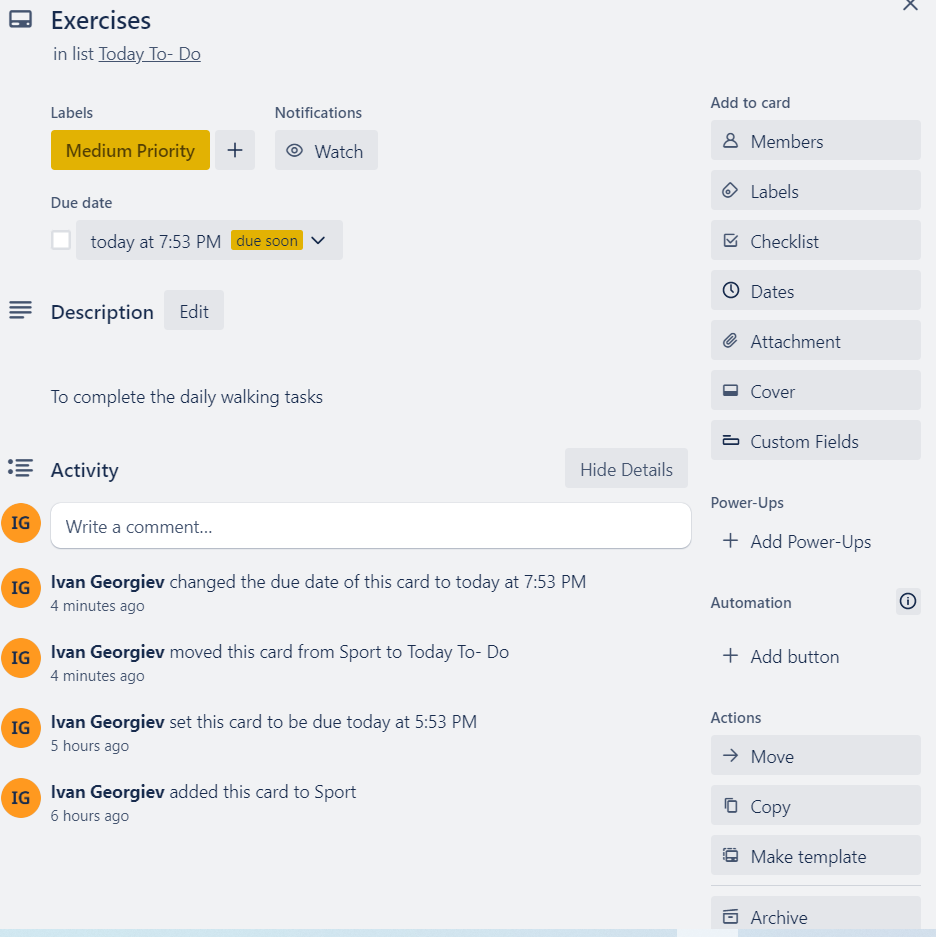 Exercises
in list Today To- Do
Labels
Medium Priority
Notifications
Watch
Due date
today at 7:53 PM due soon
Description Edit
To complete the daily walking tasks
Activity Hide Details
IG Write a comment...
IG Ivan Georgiev changed the due date of this card to today at 7:53 PM
4 minutes ago
IG Ivan Georgiev moved this card from Sport to Today To- Do
4 minutes ago
IG Ivan Georgiev set this card to be due today at 5:53 PM
5 hours ago
IG Ivan Georgiev added this card to Sport
6 hours ago
Add to card
Members
Labels
Checklist
Dates
Attachment
Cover
Custom Fields
Power-Ups
Add Power-Ups
Automation
Add button
Actions
Move
Copy
Make template
Archive